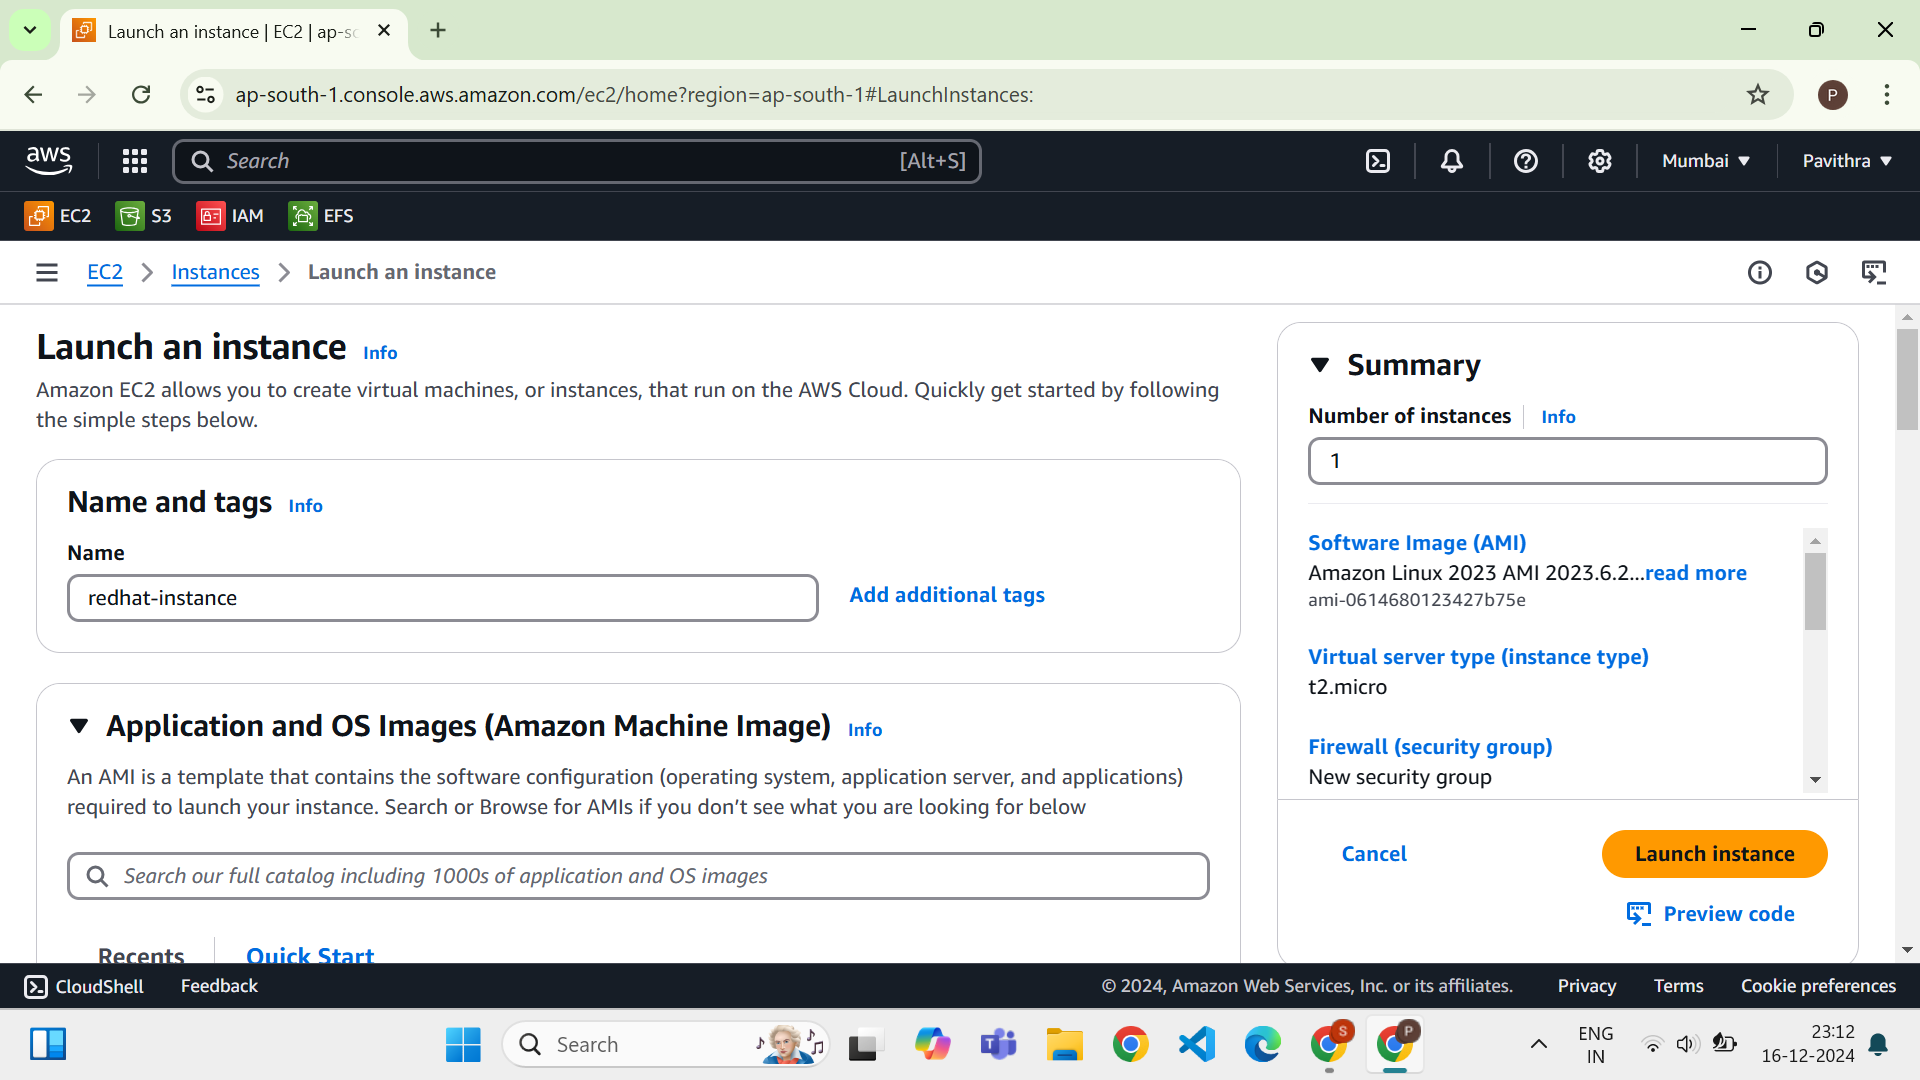 Launch an instance | EC2 | ap-so
ap-south-1.console.aws.amazon.com/ec2/home?region=ap-south-1#LaunchInstances:
P
aws
Search
[Alt+S]
Mumbai
Pavithra
EC2
S3
IAM
EFS
EC2
Instances
Launch an instance
Launch an instance Info
Amazon EC2 allows you to create virtual machines, or instances, that run on the AWS Cloud. Quickly get started by following
the simple steps below.
Name and tags Info
Name
redhat-instance
Add additional tags
Application and OS Images (Amazon Machine Image) Info
An AMI is a template that contains the software configuration (operating system, application server, and applications)
required to launch your instance. Search or Browse for AMIs if you don’t see what you are looking for below
Search our full catalog including 1000s of application and OS images
Recents
Quick Start
Summary
Number of instances Info
1
Software Image (AMI)
Amazon Linux 2023 AMI 2023.6.2...read more
ami-0614680123427b75e
Virtual server type (instance type)
t2.micro
Firewall (security group)
New security group
Cancel
Launch instance
Preview code
CloudShell
Feedback
© 2024, Amazon Web Services, Inc. or its affiliates.
Privacy
Terms
Cookie preferences
Search
T
S
P
ENG
IN
23:12
16-12-2024